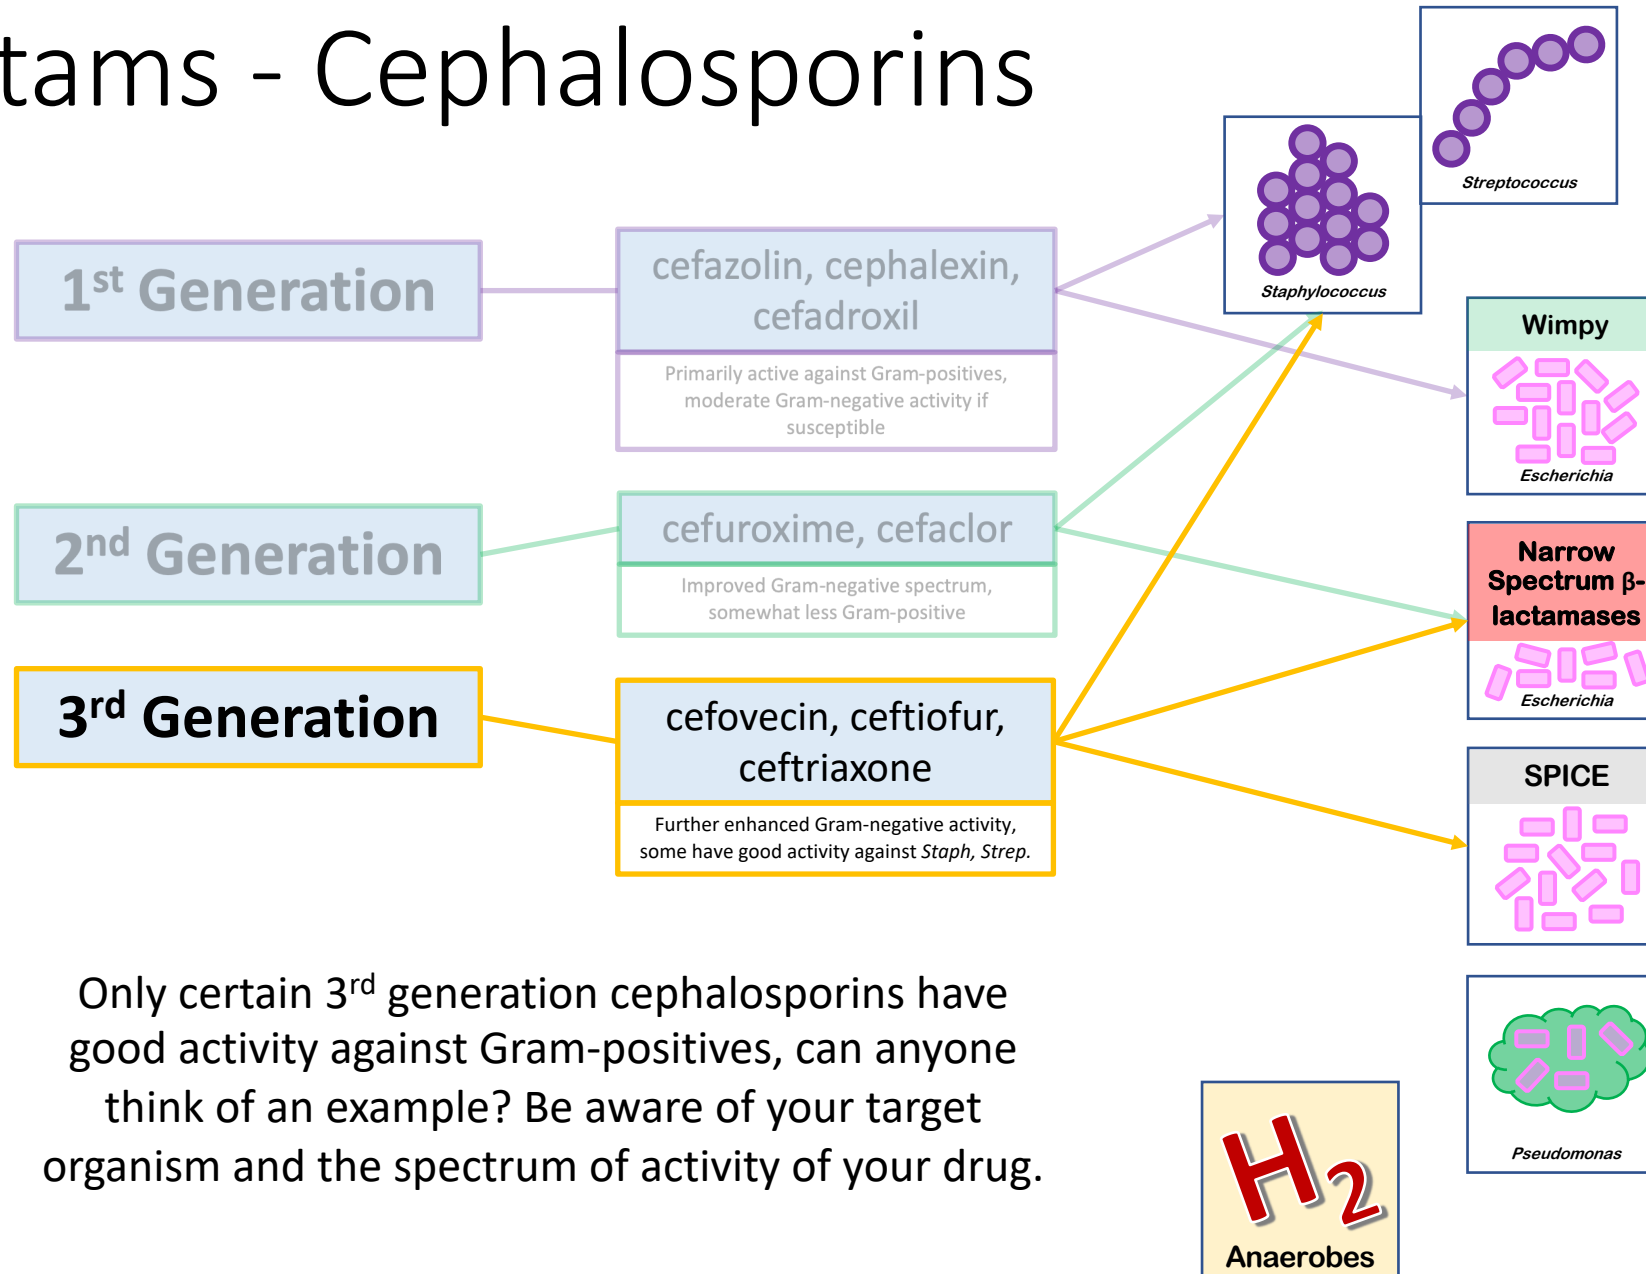 tams - Cephalosporins
Streptococcus
Staphylococcus
1st Generation
cefazolin, cephalexin,
cefadroxil
Primarily active against Gram-positives,
moderate Gram-negative activity if
susceptible
Wimpy
Escherichia
2nd Generation
cefuroxime, cefaclor
Improved Gram-negative spectrum,
somewhat less Gram-positive
Narrow
Spectrum β-
lactamases
Escherichia
3rd Generation
cefovecin, ceftiofur,
ceftriaxone
Further enhanced Gram-negative activity,
some have good activity against Staph, Strep.
SPICE
Only certain 3rd generation cephalosporins have
good activity against Gram-positives, can anyone
think of an example? Be aware of your target
organism and the spectrum of activity of your drug.
Pseudomonas
H2
Anaerobes